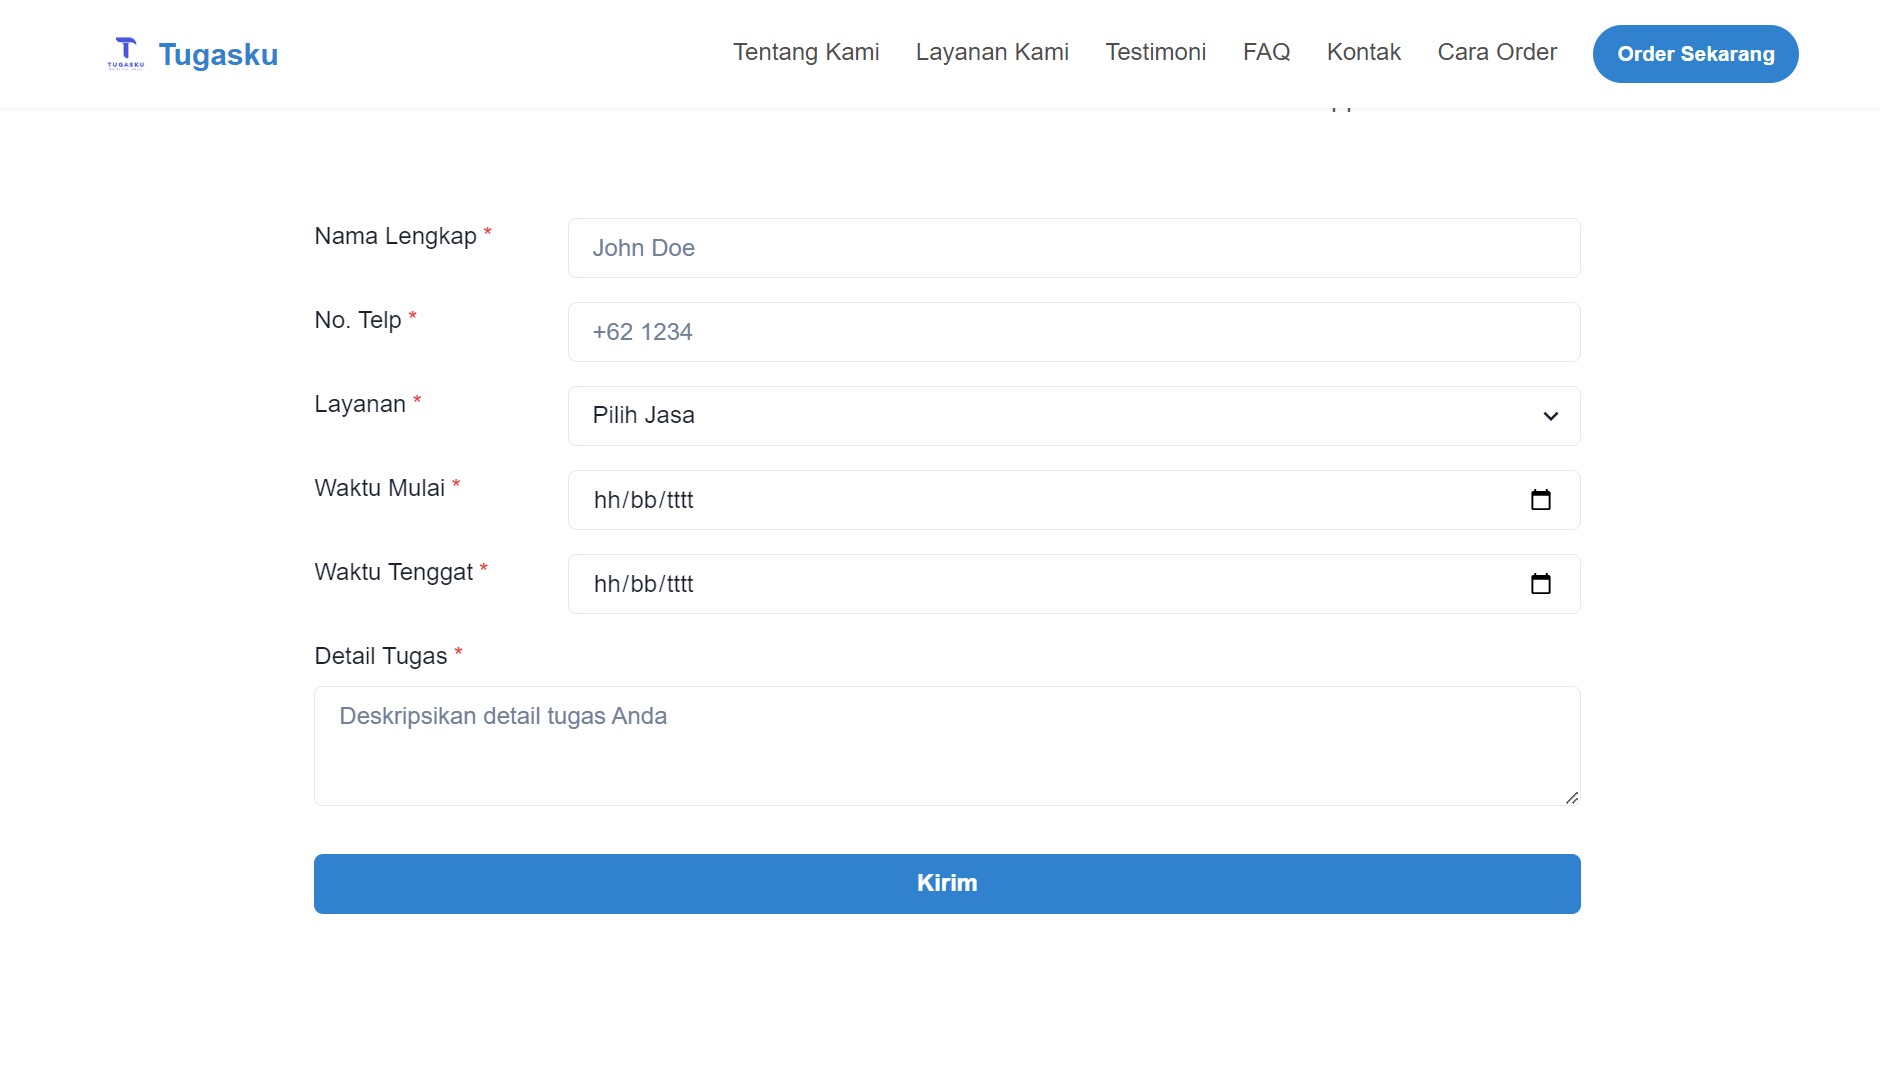 TUGASKU
Tugasku
Tentang Kami
Layanan Kami
Testimoni
FAQ
Kontak
Cara Order
Order Sekarang
Nama Lengkap *
John Doe
No. Telp *
+62 1234
Layanan *
Pilih Jasa
Waktu Mulai *
hh/bb/tttt
Waktu Tenggat *
hh/bb/tttt
Detail Tugas *
Deskripsikan detail tugas Anda
Kirim